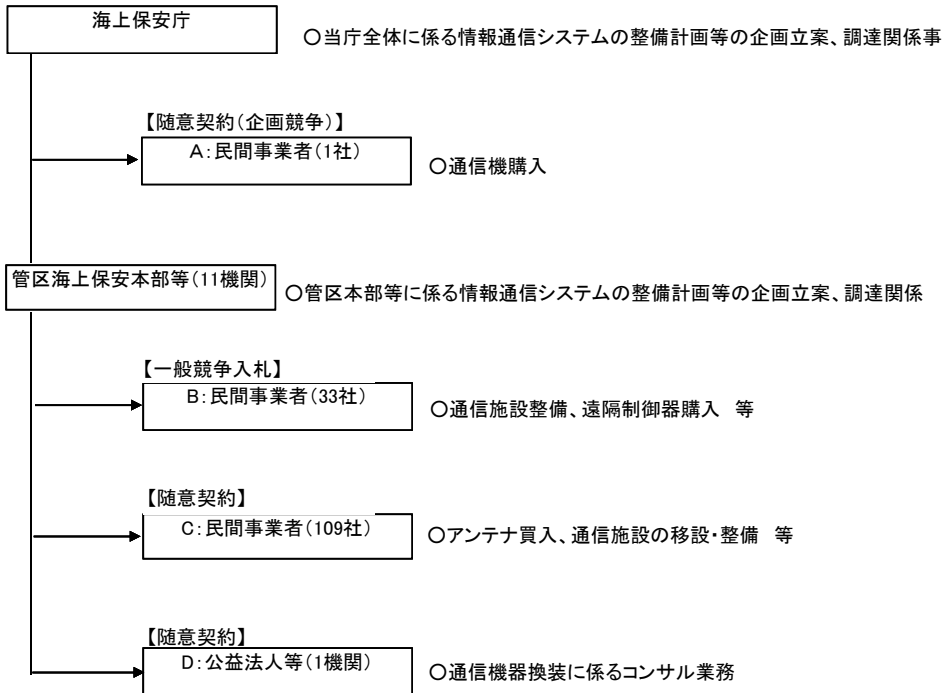 海上保安庁
○当庁全体に係る情報通信システムの整備計画等の企画立案、調達関係事
【随意契約(企画競争)】
A:民間事業者(1社)
○通信機購入
管区海上保安本部等(11機関)
○管区本部等に係る情報通信システムの整備計画等の企画立案、調達関係
【一般競争入札】
B:民間事業者(33社)
○通信施設整備、遠隔制御器購入 等
【随意契約】
C:民間事業者(109社)
○アンテナ買入、通信施設の移設・整備 等
【随意契約】
D:公益法人等(1機関)
○通信機器換装に係るコンサル業務